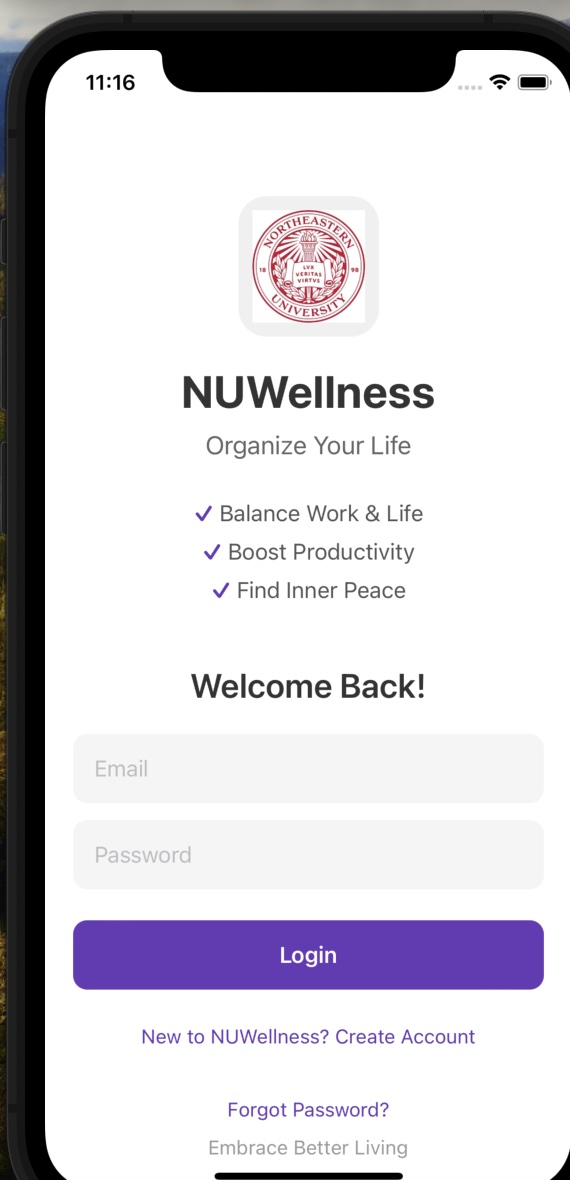 11:16
NORTHEASTERN
18 98
LVX
VERITAS
VIRTVS
UNIVERSITY
NUWellness
Organize Your Life
✓ Balance Work & Life
✓ Boost Productivity
✓ Find Inner Peace
Welcome Back!
Email
Password
Login
New to NUWellness? Create Account
Forgot Password?
Embrace Better Living